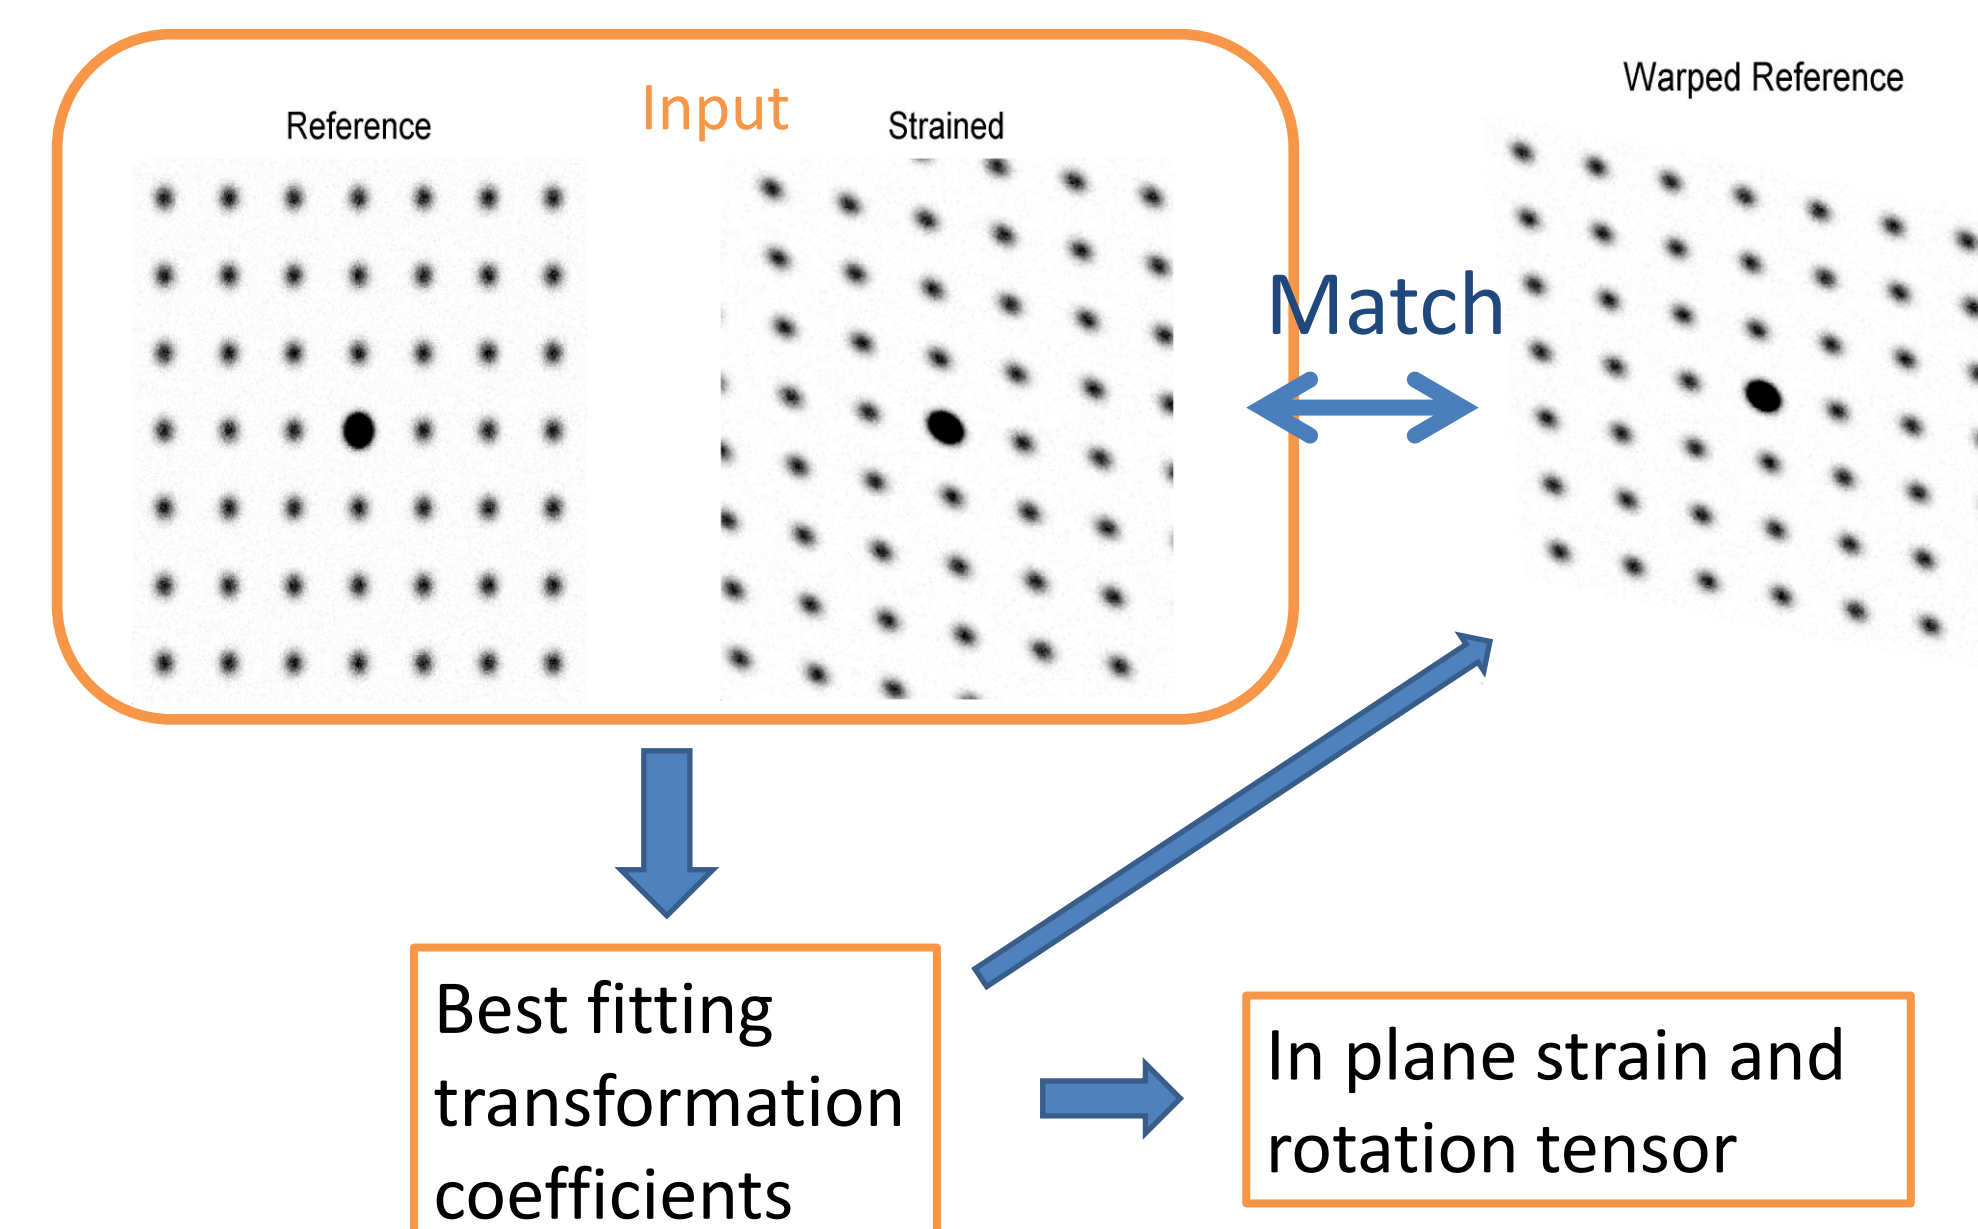 Input
Reference
Strained
Warped Reference
Match
Best fitting
transformation
coefficients
In plane strain and
rotation tensor